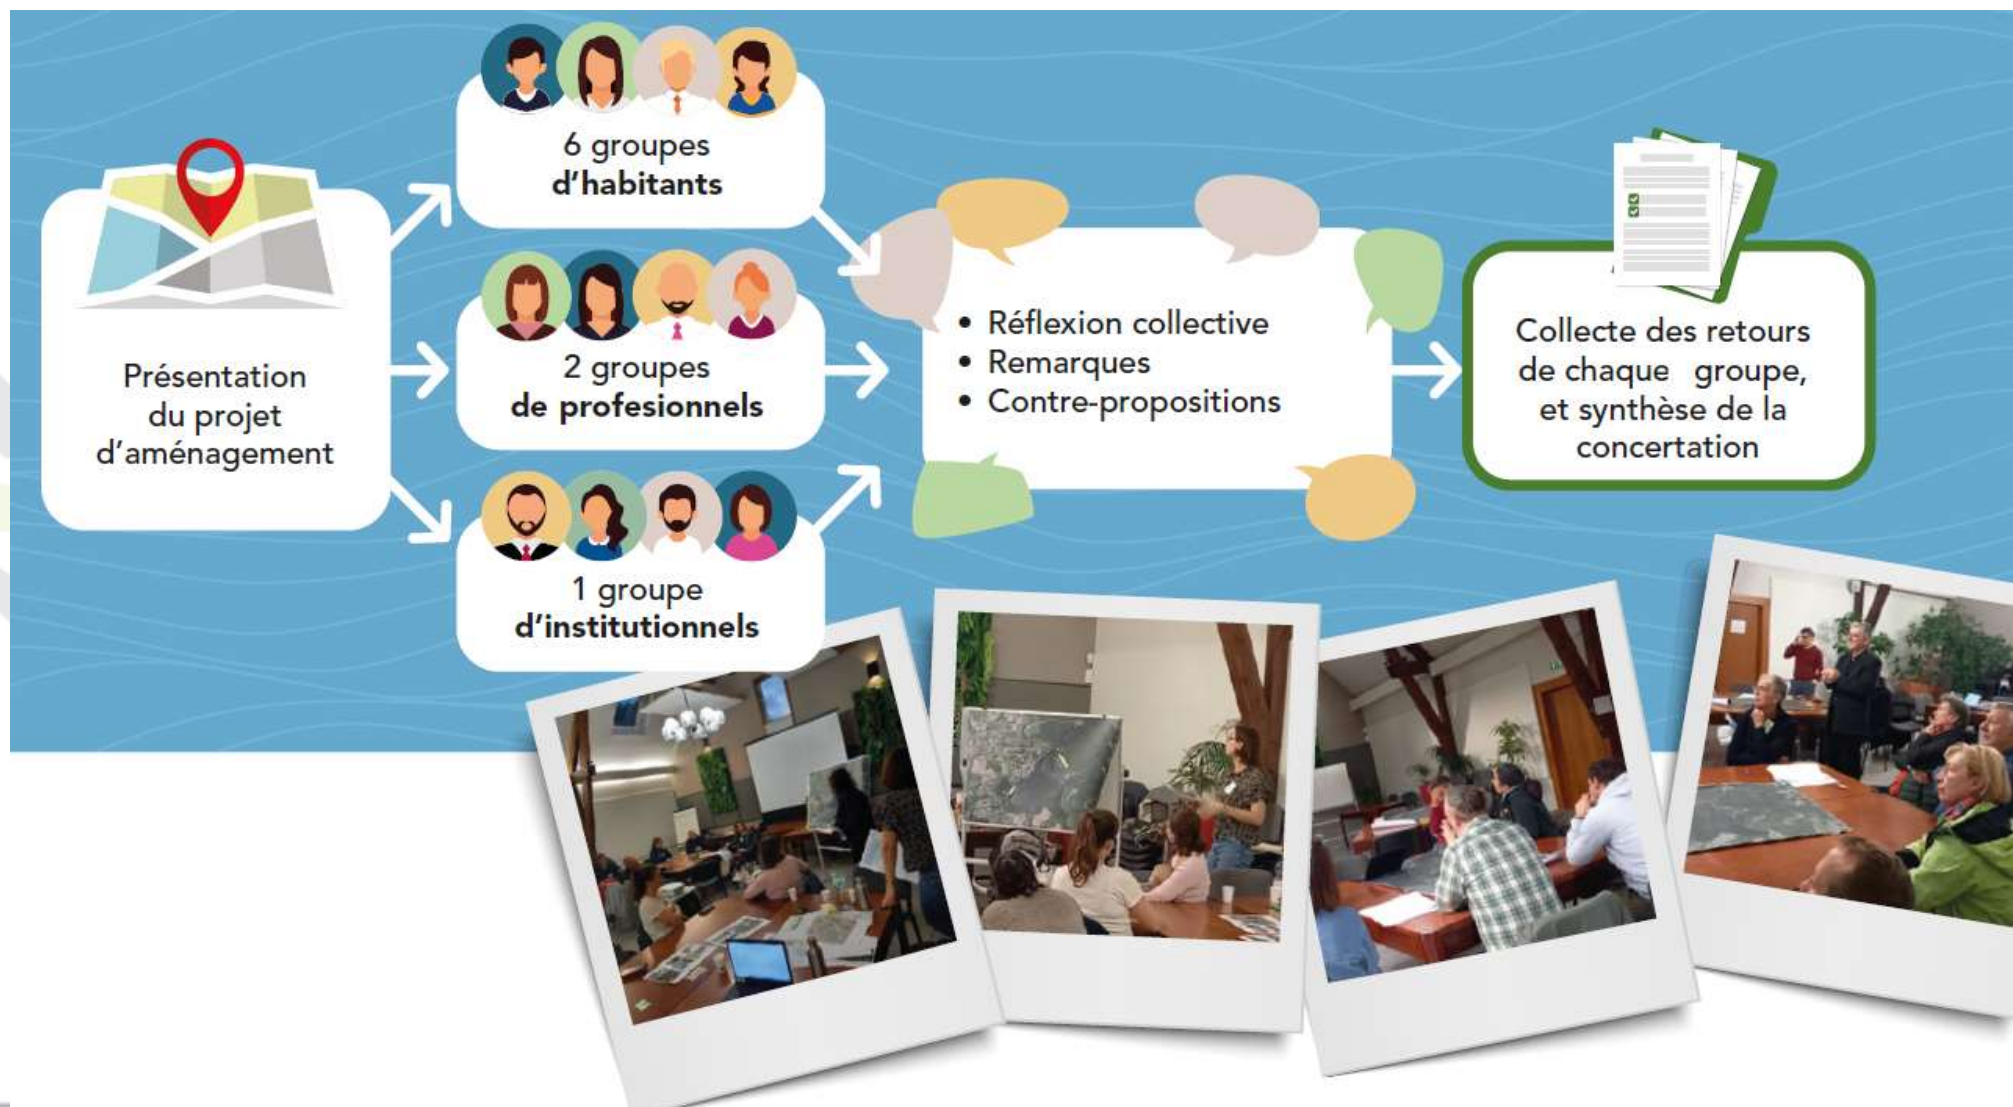 Présentation
du projet
d'aménagement
6 groupes
d'habitants
2 groupes
de profesionnels
1 groupe
d'institutionnels
• Réflexion collective
• Remarques
• Contre-propositions
Collecte des retours
de chaque groupe,
et synthèse de la
concertation